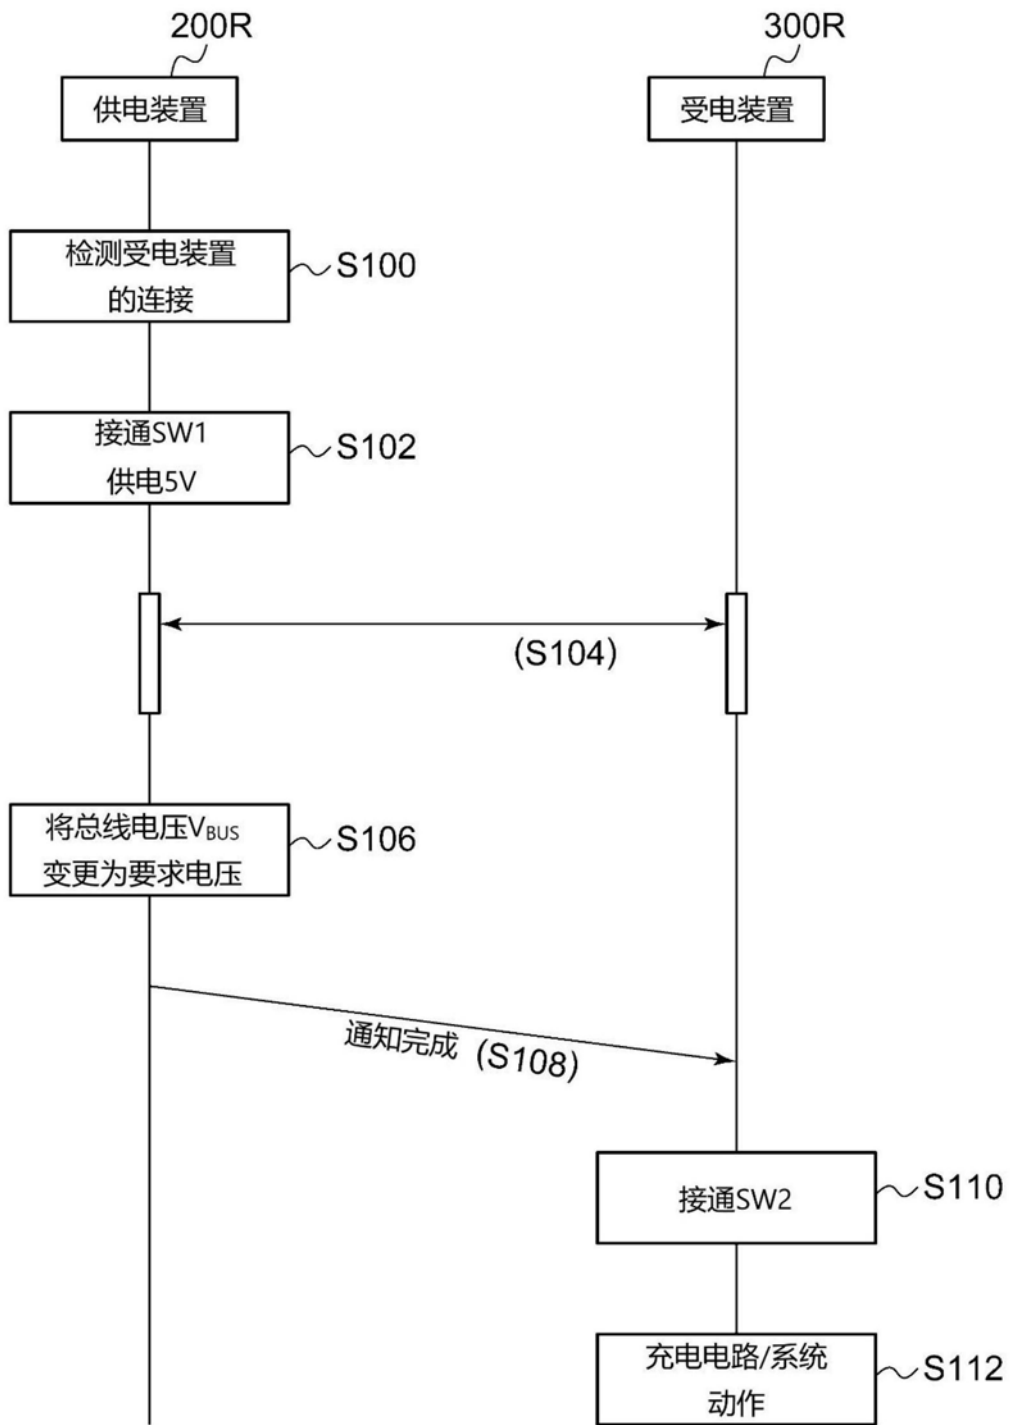 200R
300R
供电装置
受电装置
检测受电装置
的连接
S100
接通SW1
供电5V
S102
(S104)
将总线电压VBUS
变更为要求电压
S106
通知完成 (S108)
接通SW2
S110
充电电路/系统
动作
S112